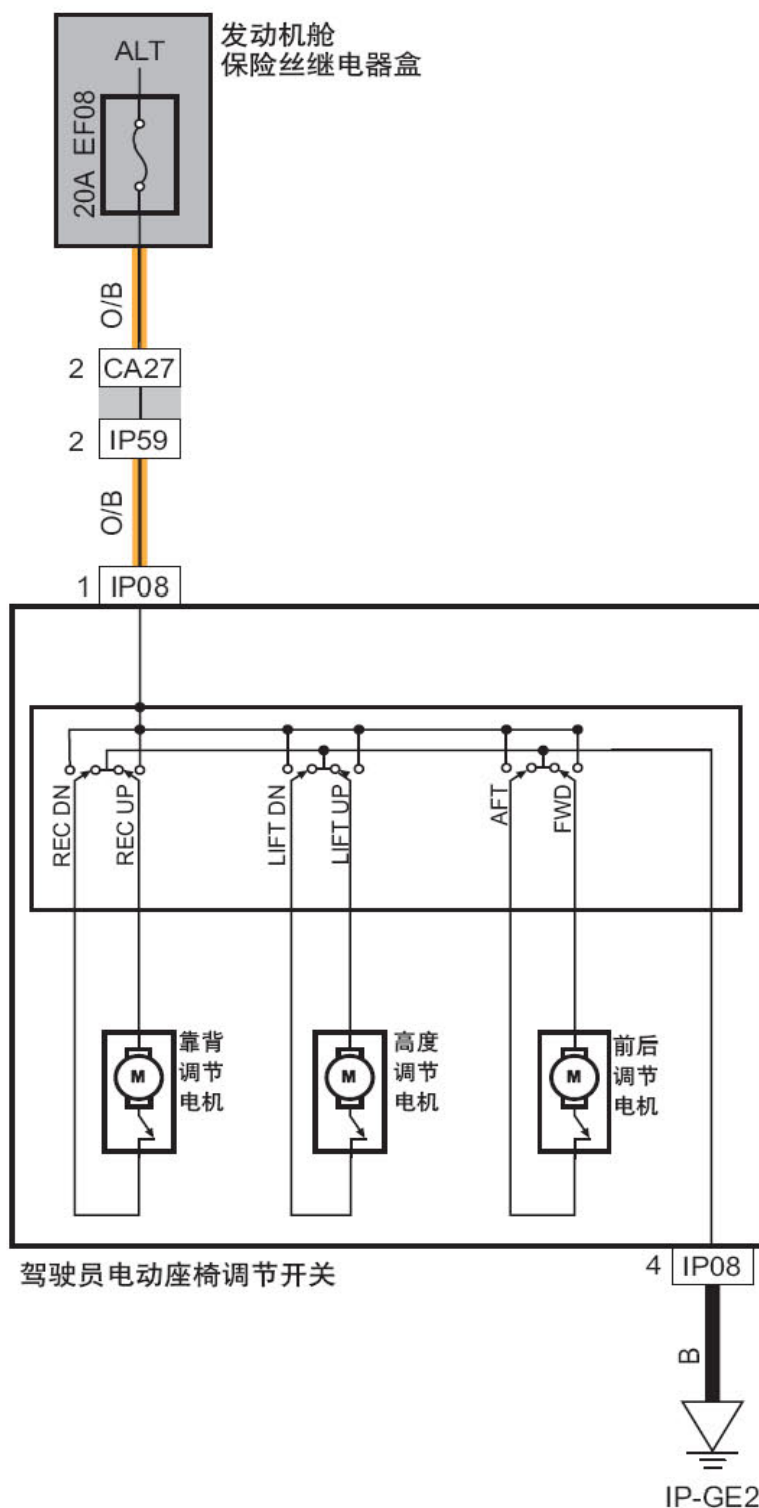 ALT
发动机舱
保险丝继电器盒
20A EF08
O/B
2 CA27
2 IP59
O/B
1 IP08
REC DN
REC UP
LIFT DN
LIFT UP
AFT
FWD
M
靠背
调节
电机
M
高度
调节
电机
M
前后
调节
电机
驾驶员电动座椅调节开关
4 IP08
B
IP-GE2